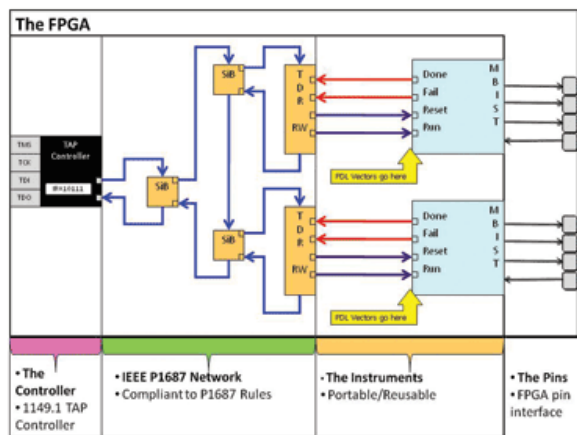 The FPGA
TMS
TCK
TDI
TDO
TAP
Controller
SiB
SiB
SiB
T
D
R
RW
Done
Fail
Reset
Run
M
B
I
S
T
PDL Vectors go here
T
D
R
RW
Done
Fail
Reset
Run
M
B
I
S
T
PDL Vectors go here
• The
Controller
• 1149.1 TAP
Controller
• IEEE P1687 Network
• Compliant to P1687 Rules
• The Instruments
• Portable/Reusable
• The Pins
• FPGA pin
interface